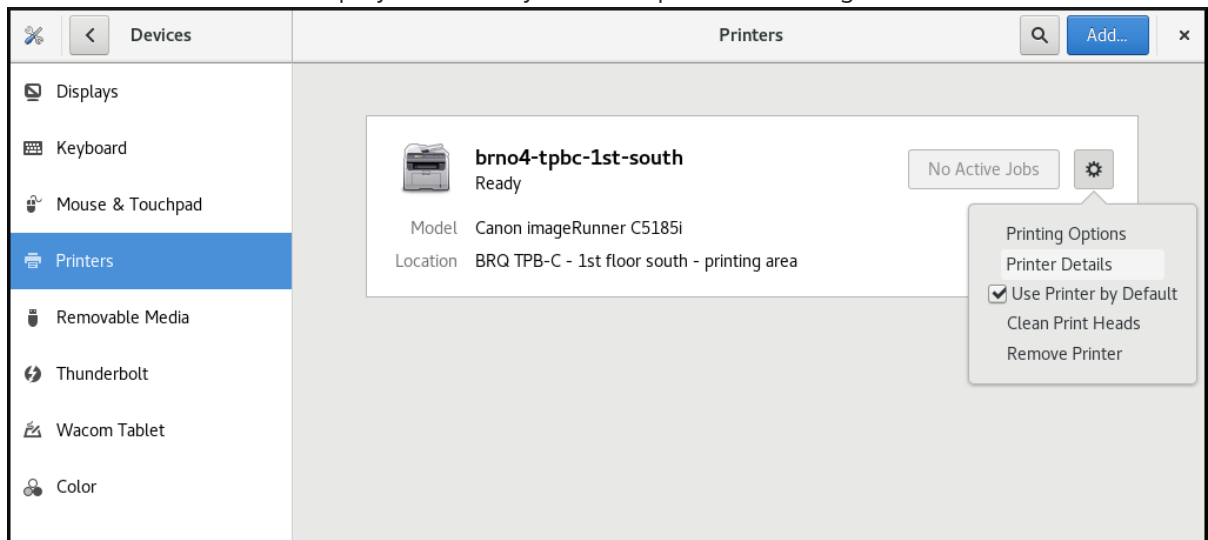 Devices
Printers
Add...
Displays
Keyboard
Mouse & Touchpad
Printers
Removable Media
Thunderbolt
Wacom Tablet
Color
brno4-tpbc-1st-south
Ready
No Active Jobs
Model Canon imageRunner C5185i
Location BRQ TPB-C - 1st floor south - printing area
Printing Options
Printer Details
Use Printer by Default
Clean Print Heads
Remove Printer